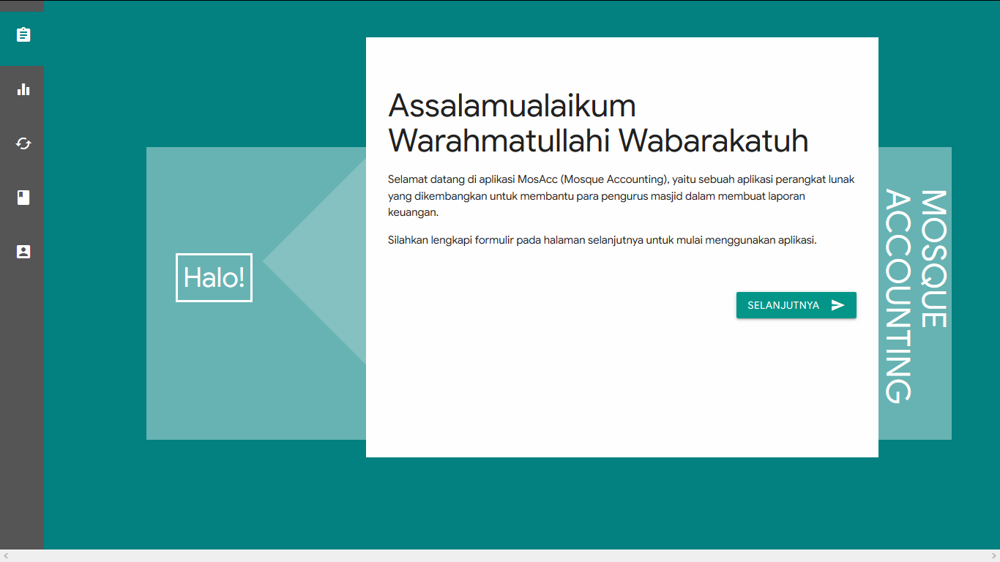 Halo!
Assalamualaikum
Warahmatullahi Wabarakatuh
Selamat datang di aplikasi MosAcc (Mosque Accounting), yaitu sebuah aplikasi perangkat lunak
yang dikembangkan untuk membantu para pengurus masjid dalam membuat laporan
keuangan.
Silahkan lengkapi formulir pada halaman selanjutnya untuk mulai menggunakan aplikasi.
SELANJUTNYA
MOSQUE
ACCOUNTING